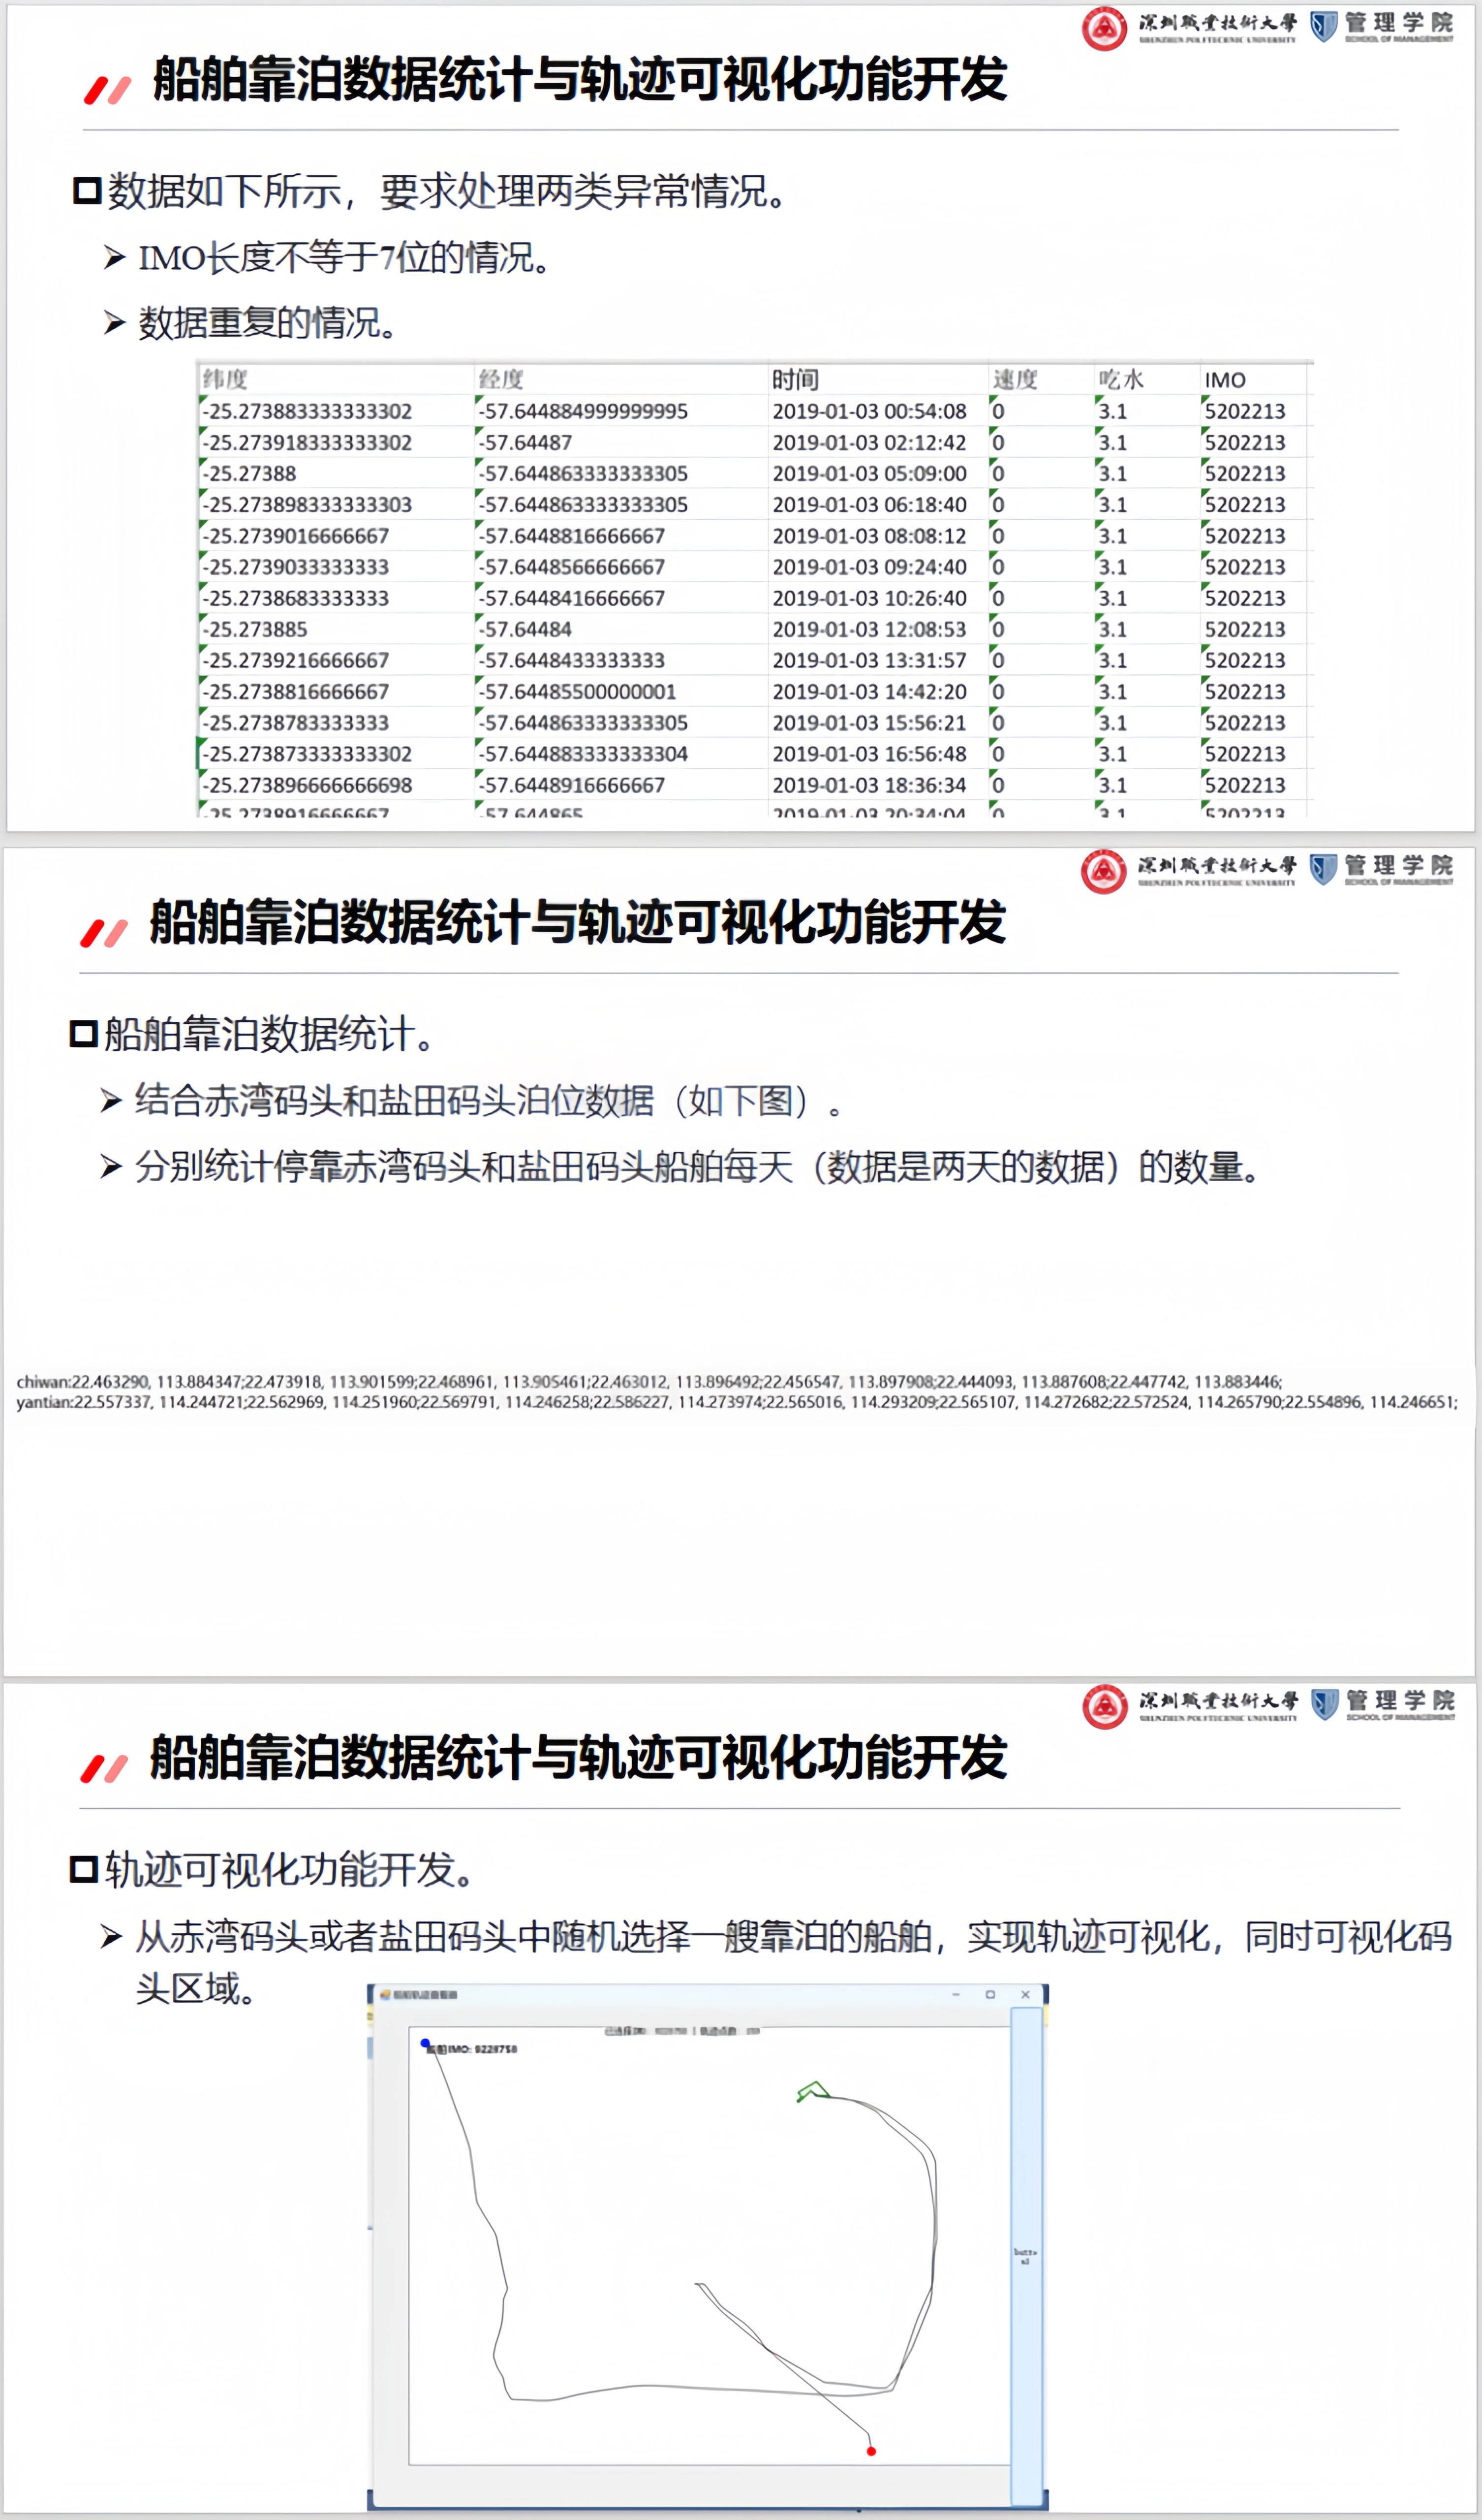 深圳职业技术大學
SHENZHEN POLYTECHNIC UNIVERSITY
管理学院
SCHOOL OF MANAGEMENT
船舶靠泊数据统计与轨迹可视化功能开发
数据如下所示，要求处理两类异常情况。
IMO长度不等于7位的情况。
数据重复的情况。
纬度 经度 时间 速度 吃水 IMO
-25.273883333333302 -57.644884999999995 2019-01-03 00:54:08 0 3.1 5202213
-25.273918333333302 -57.64487 2019-01-03 02:12:42 0 3.1 5202213
-25.27388 -57.644863333333305 2019-01-03 05:09:00 0 3.1 5202213
-25.273898333333303 -57.644863333333305 2019-01-03 06:18:40 0 3.1 5202213
-25.2739016666667 -57.6448816666667 2019-01-03 08:08:12 0 3.1 5202213
-25.2739033333333 -57.6448566666667 2019-01-03 09:24:40 0 3.1 5202213
-25.2738683333333 -57.6448416666667 2019-01-03 10:26:40 0 3.1 5202213
-25.273885 -57.64484 2019-01-03 12:08:53 0 3.1 5202213
-25.2739216666667 -57.6448433333333 2019-01-03 13:31:57 0 3.1 5202213
-25.2738816666667 -57.64485500000001 2019-01-03 14:42:20 0 3.1 5202213
-25.2738783333333 -57.644863333333305 2019-01-03 15:56:21 0 3.1 5202213
-25.273873333333302 -57.644883333333304 2019-01-03 16:56:48 0 3.1 5202213
-25.2738966666666698 -57.6448916666667 2019-01-03 18:36:34 0 3.1 5202213
-25.2738916666667 -57.644865 2019-01-03 20:34:04 0 3.1 5202213
深圳职业技术大學
SHENZHEN POLYTECHNIC UNIVERSITY
管理学院
SCHOOL OF MANAGEMENT
船舶靠泊数据统计与轨迹可视化功能开发
船舶靠泊数据统计。
结合赤湾码头和盐田码头泊位数据（如下图）。
分别统计停靠赤湾码头和盐田码头船舶每天（数据是两天的数据）的数量。
chiwan:22.463290, 113.884347;22.473918, 113.901599;22.468961, 113.905461;22.463012, 113.896492;22.456547, 113.897908;22.444093, 113.887608;22.447742, 113.883446;
yantian:22.557337, 114.244721;22.562969, 114.251960;22.569791, 114.246258;22.586227, 114.273974;22.565016, 114.293209;22.565107, 114.272682;22.572524, 114.265790;22.554896, 114.246651;
深圳职业技术大學
SHENZHEN POLYTECHNIC UNIVERSITY
管理学院
SCHOOL OF MANAGEMENT
船舶靠泊数据统计与轨迹可视化功能开发
轨迹可视化功能开发。
从赤湾码头或者盐田码头中随机选择一艘靠泊的船舶，实现轨迹可视化，同时可视化码
头区域。
船舶轨迹查看器
船舶IMO: 9228758